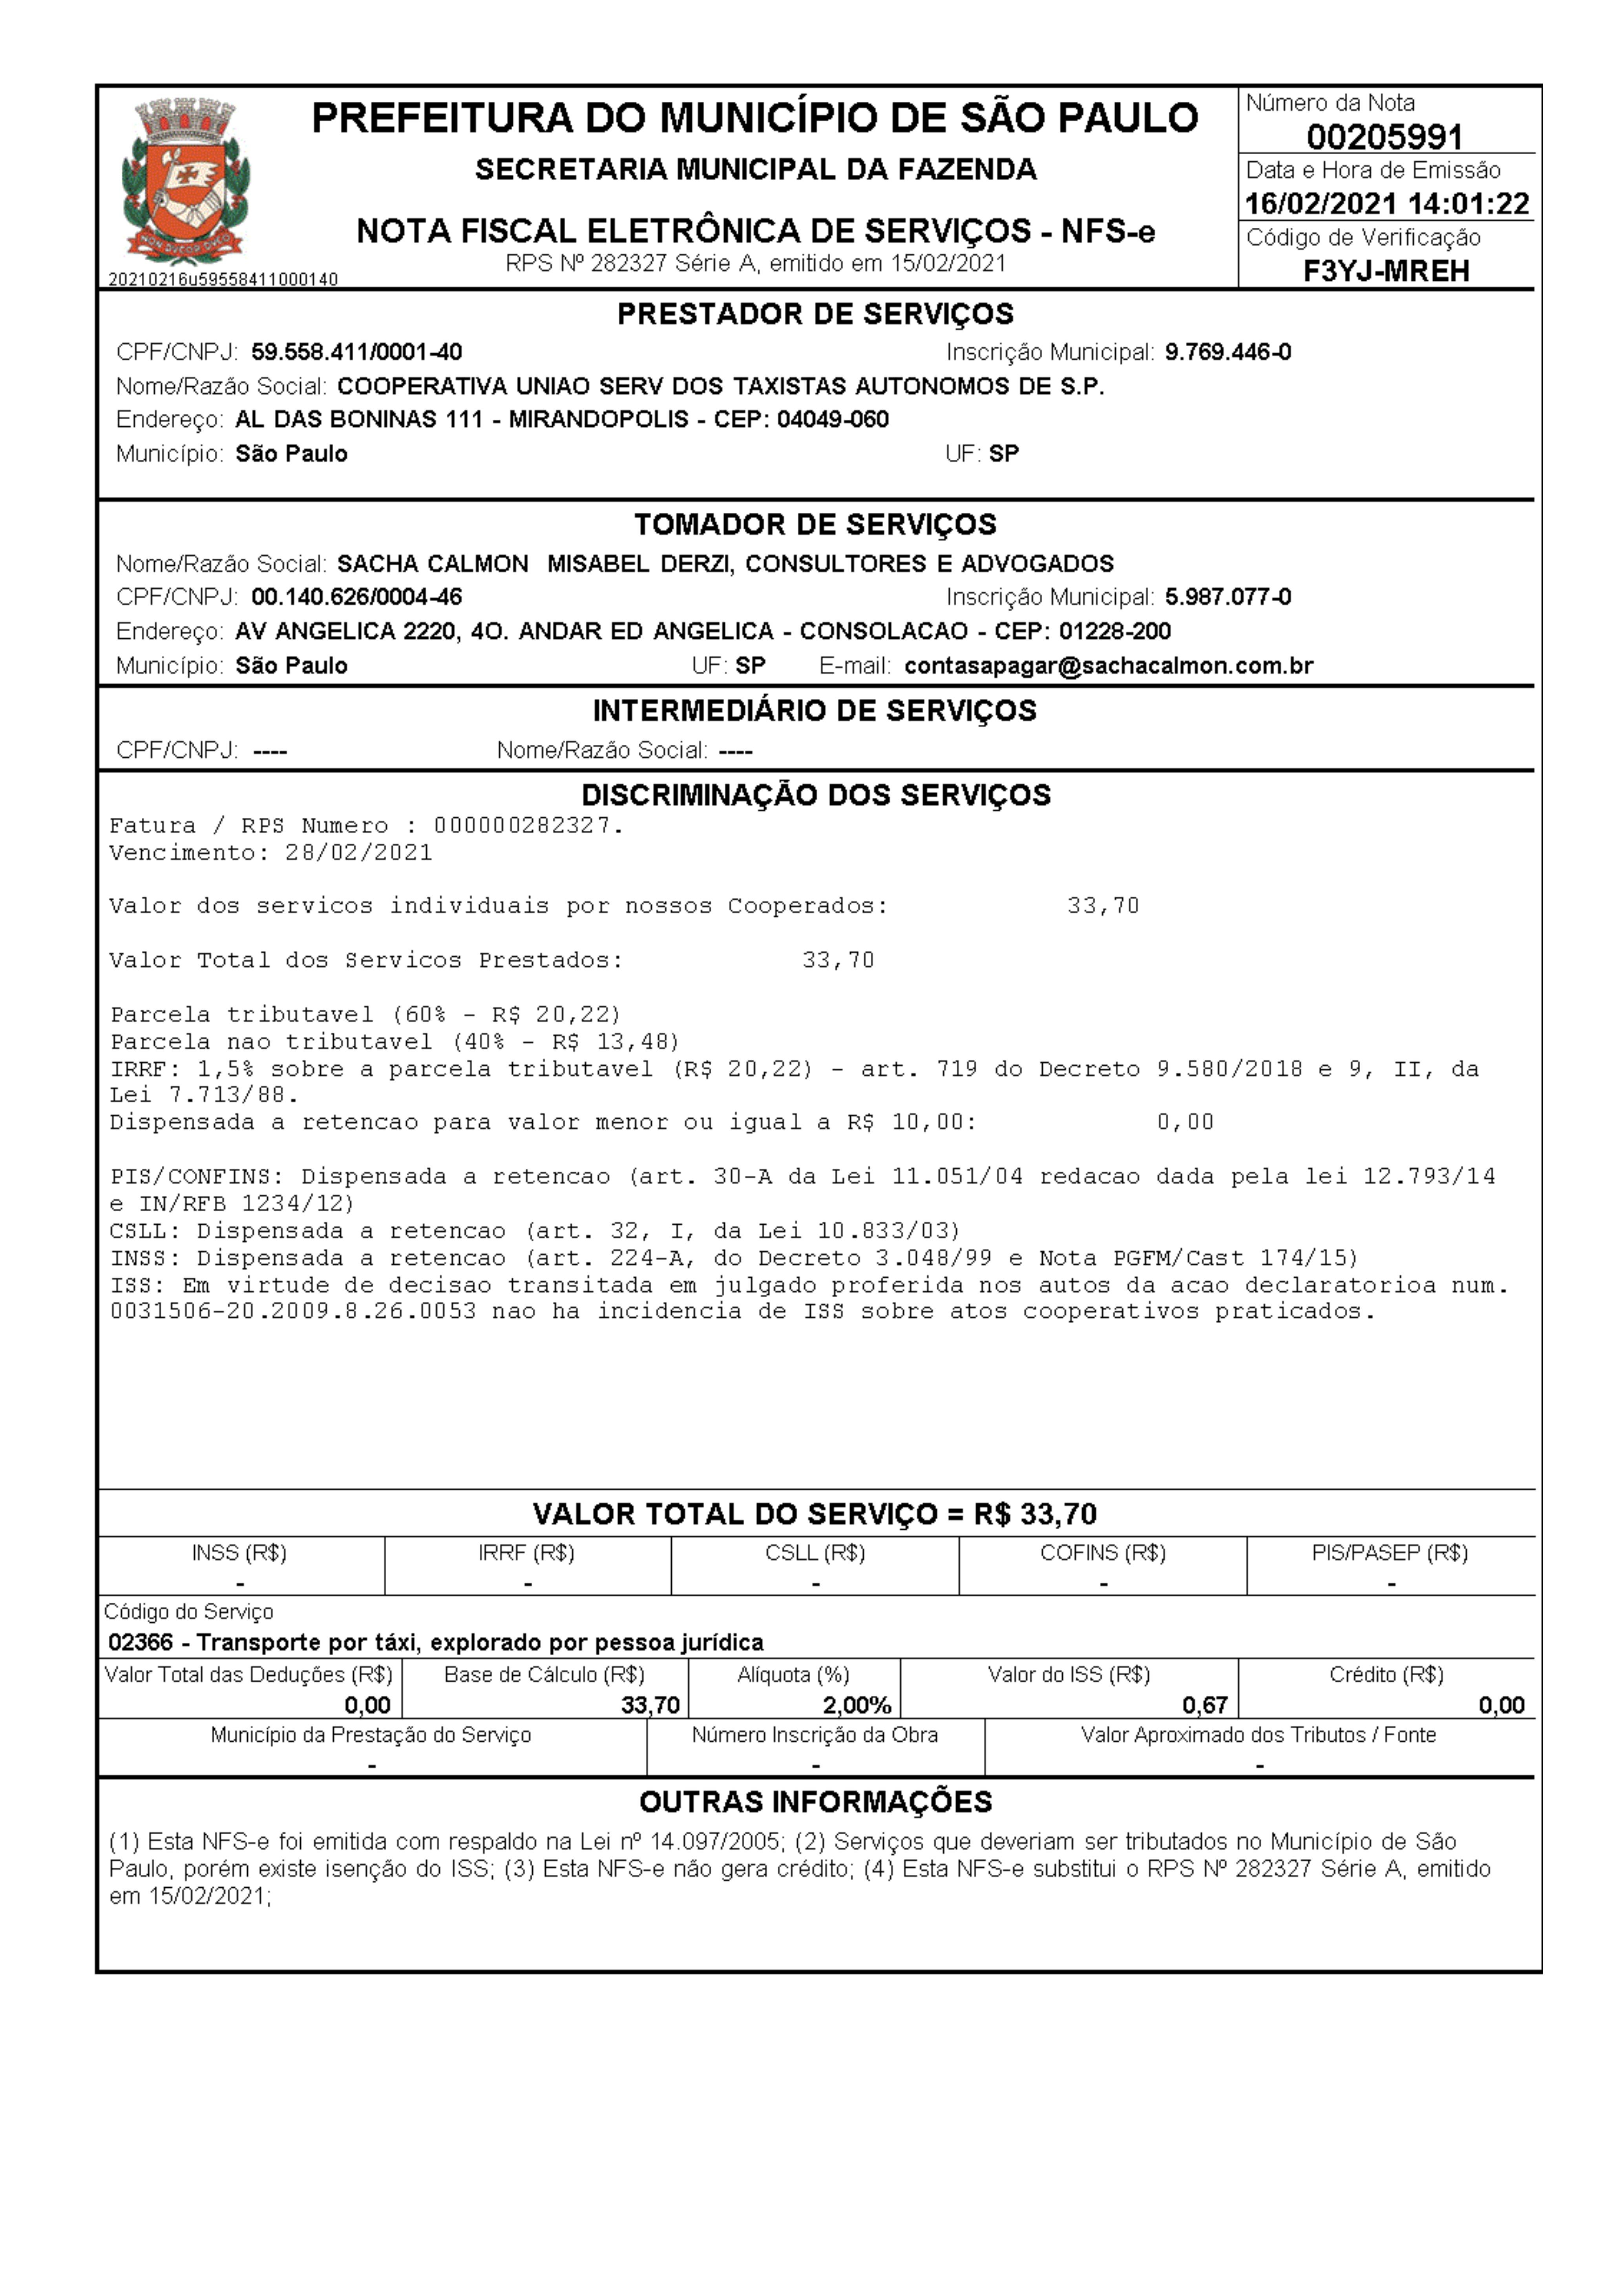 PREFEITURA DO MUNICÍPIO DE SÃO PAULO
SECRETARIA MUNICIPAL DA FAZENDA
NOTA FISCAL ELETRÔNICA DE SERVIÇOS - NFS-e
RPS Nº 282327 Série A, emitido em 15/02/2021
NON DVCOR DVCO
20210216u59558411000140
Número da Nota
00205991
Data e Hora de Emissão
16/02/2021 14:01:22
Código de Verificação
F3YJ-MREH
PRESTADOR DE SERVIÇOS
CPF/CNPJ: 59.558.411/0001-40 Inscrição Municipal: 9.769.446-0
Nome/Razão Social: COOPERATIVA UNIAO SERV DOS TAXISTAS AUTONOMOS DE S.P.
Endereço: AL DAS BONINAS 111 - MIRANDOPOLIS - CEP: 04049-060
Município: São Paulo UF: SP
TOMADOR DE SERVIÇOS
Nome/Razão Social: SACHA CALMON MISABEL DERZI, CONSULTORES E ADVOGADOS
CPF/CNPJ: 00.140.626/0004-46 Inscrição Municipal: 5.987.077-0
Endereço: AV ANGELICA 2220, 4O. ANDAR ED ANGELICA - CONSOLACAO - CEP: 01228-200
Município: São Paulo UF: SP E-mail: contasapagar@sachacalmon.com.br
INTERMEDIÁRIO DE SERVIÇOS
CPF/CNPJ: ---- Nome/Razão Social: ----
DISCRIMINAÇÃO DOS SERVIÇOS
Fatura / RPS Numero : 000000282327.
Vencimento: 28/02/2021
Valor dos servicos individuais por nossos Cooperados: 33,70
Valor Total dos Servicos Prestados: 33,70
Parcela tributavel (60% - R$ 20,22)
Parcela nao tributavel (40% - R$ 13,48)
IRRF: 1,5% sobre a parcela tributavel (R$ 20,22) - art. 719 do Decreto 9.580/2018 e 9, II, da
Lei 7.713/88.
Dispensada a retencao para valor menor ou igual a R$ 10,00: 0,00
PIS/CONFINS: Dispensada a retencao (art. 30-A da Lei 11.051/04 redacao dada pela lei 12.793/14
e IN/RFB 1234/12)
CSLL: Dispensada a retencao (art. 32, I, da Lei 10.833/03)
INSS: Dispensada a retencao (art. 224-A, do Decreto 3.048/99 e Nota PGFM/Cast 174/15)
ISS: Em virtude de decisao transitada em julgado proferida nos autos da acao declaratorioa num.
0031506-20.2009.8.26.0053 nao ha incidencia de ISS sobre atos cooperativos praticados.
VALOR TOTAL DO SERVIÇO = R$ 33,70
INSS (R$) IRRF (R$) CSLL (R$) COFINS (R$) PIS/PASEP (R$)
- - - - -
Código do Serviço
02366 - Transporte por táxi, explorado por pessoa jurídica
Valor Total das Deduções (R$) Base de Cálculo (R$) Alíquota (%) Valor do ISS (R$) Crédito (R$)
0,00 33,70 2,00% 0,67 0,00
Município da Prestação do Serviço Número Inscrição da Obra Valor Aproximado dos Tributos / Fonte
- - -
OUTRAS INFORMAÇÕES
(1) Esta NFS-e foi emitida com respaldo na Lei nº 14.097/2005; (2) Serviços que deveriam ser tributados no Município de São
Paulo, porém existe isenção do ISS; (3) Esta NFS-e não gera crédito; (4) Esta NFS-e substitui o RPS Nº 282327 Série A, emitido
em 15/02/2021;